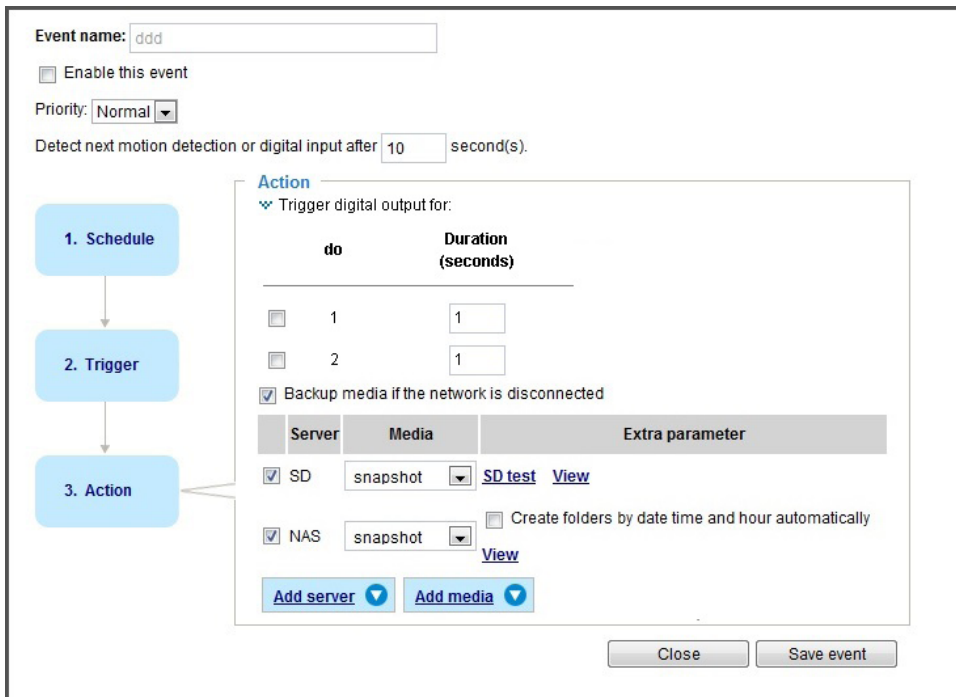 Event name: ddd
Enable this event
Priority: Normal
Detect next motion detection or digital input after 10 second(s).
Action
Trigger digital output for:
1. Schedule
do Duration (seconds)
1 1
2. Trigger
2 1
Backup media if the network is disconnected
Server Media Extra parameter
3. Action
SD snapshot SD test View
NAS snapshot Create folders by date time and hour automatically
View
Add server Add media
Close Save event